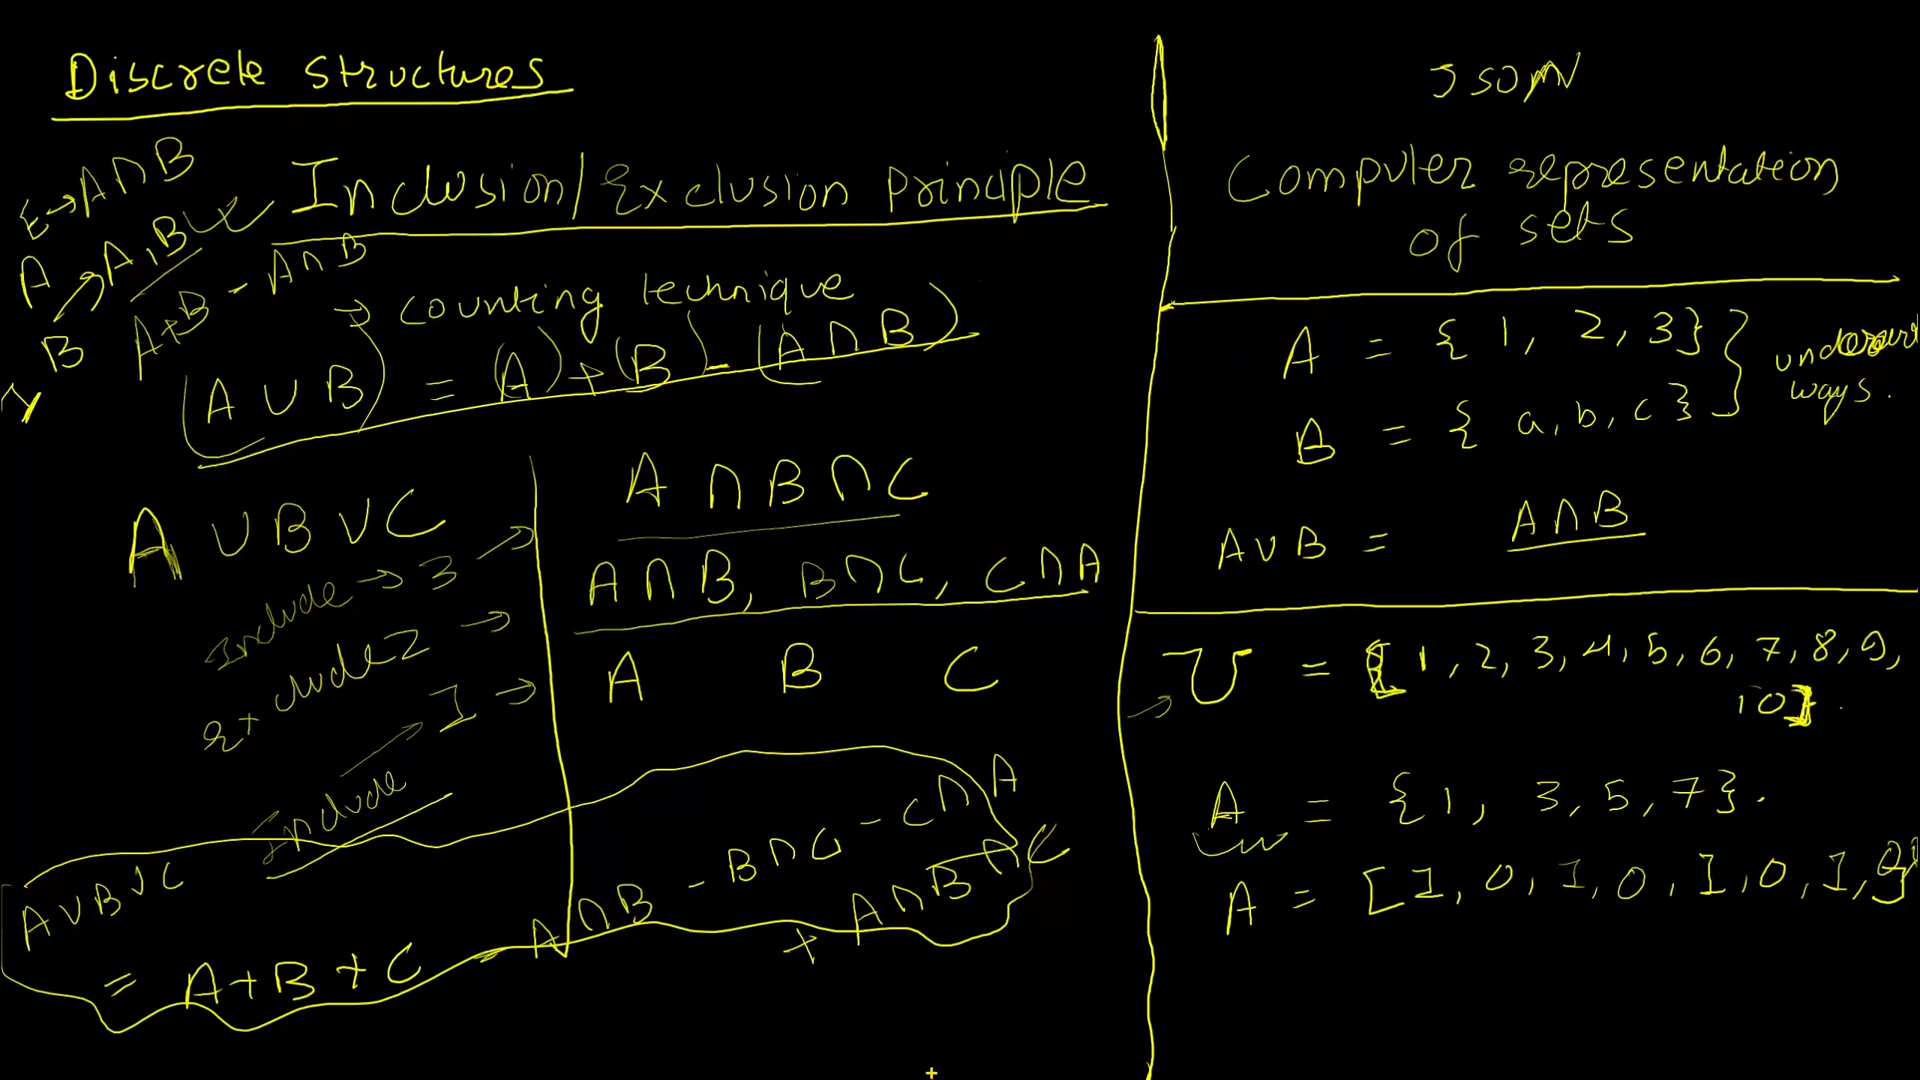 Discrete structures
E→A∩B
Inclusion/Exclusion principle
A
B
A+B - A∩B
→ counting technique
(A ∪ B) = (A) + (B) - (A ∩ B)
A ∪ B ∪ C
Include → 3 →
exclude 2 →
Include → 1 →
A ∩ B ∩ C
A ∩ B, B ∩ C, C ∩ A
A B C
A∪B∪C
= A+B+C - A∩B - B∩C - C∩A
+ A∩B∩C
Computer representation
of sets
A = { 1, 2, 3}
B = { a, b, c }
ways.
A∪B = A∩B
→ U = { 1, 2, 3, 4, 5, 6, 7, 8, 9,
10}.
A = {1, 3, 5, 7}.
A = [1, 0, 1, 0, 1, 0, 1,